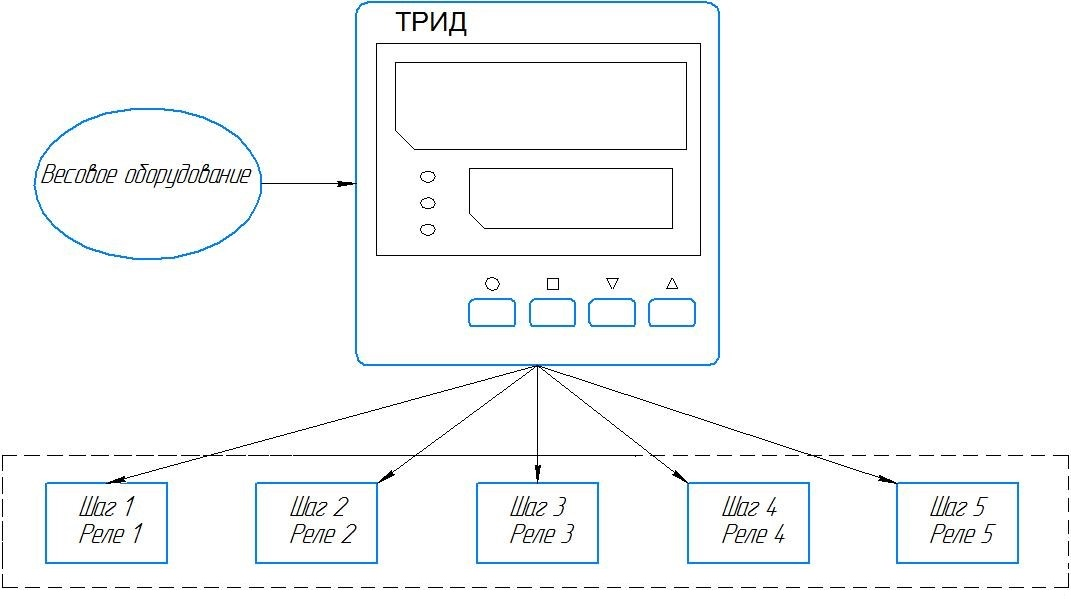 ТРИД
Весовое оборудование
Шаг 1
Реле 1
Шаг 2
Реле 2
Шаг 3
Реле 3
Шаг 4
Реле 4
Шаг 5
Реле 5